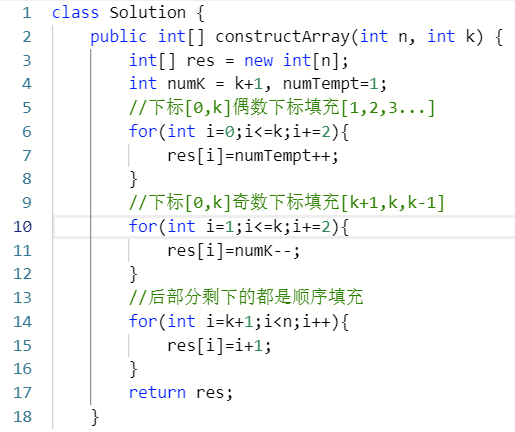 1 class Solution {
2     public int[] constructArray(int n, int k) {
3         int[] res = new int[n];
4         int numK = k+1, numTempt=1;
5         //下标[0,k]偶数下标填充[1,2,3...]
6         for(int i=0;i<=k;i+=2){
7             res[i]=numTempt++;
8         }
9         //下标[0,k]奇数下标填充[k+1,k,k-1]
10         for(int i=1;i<=k;i+=2){
11             res[i]=numK--;
12         }
13         //后部分剩下的都是顺序填充
14         for(int i=k+1;i<n;i++){
15             res[i]=i+1;
16         }
17         return res;
18     }